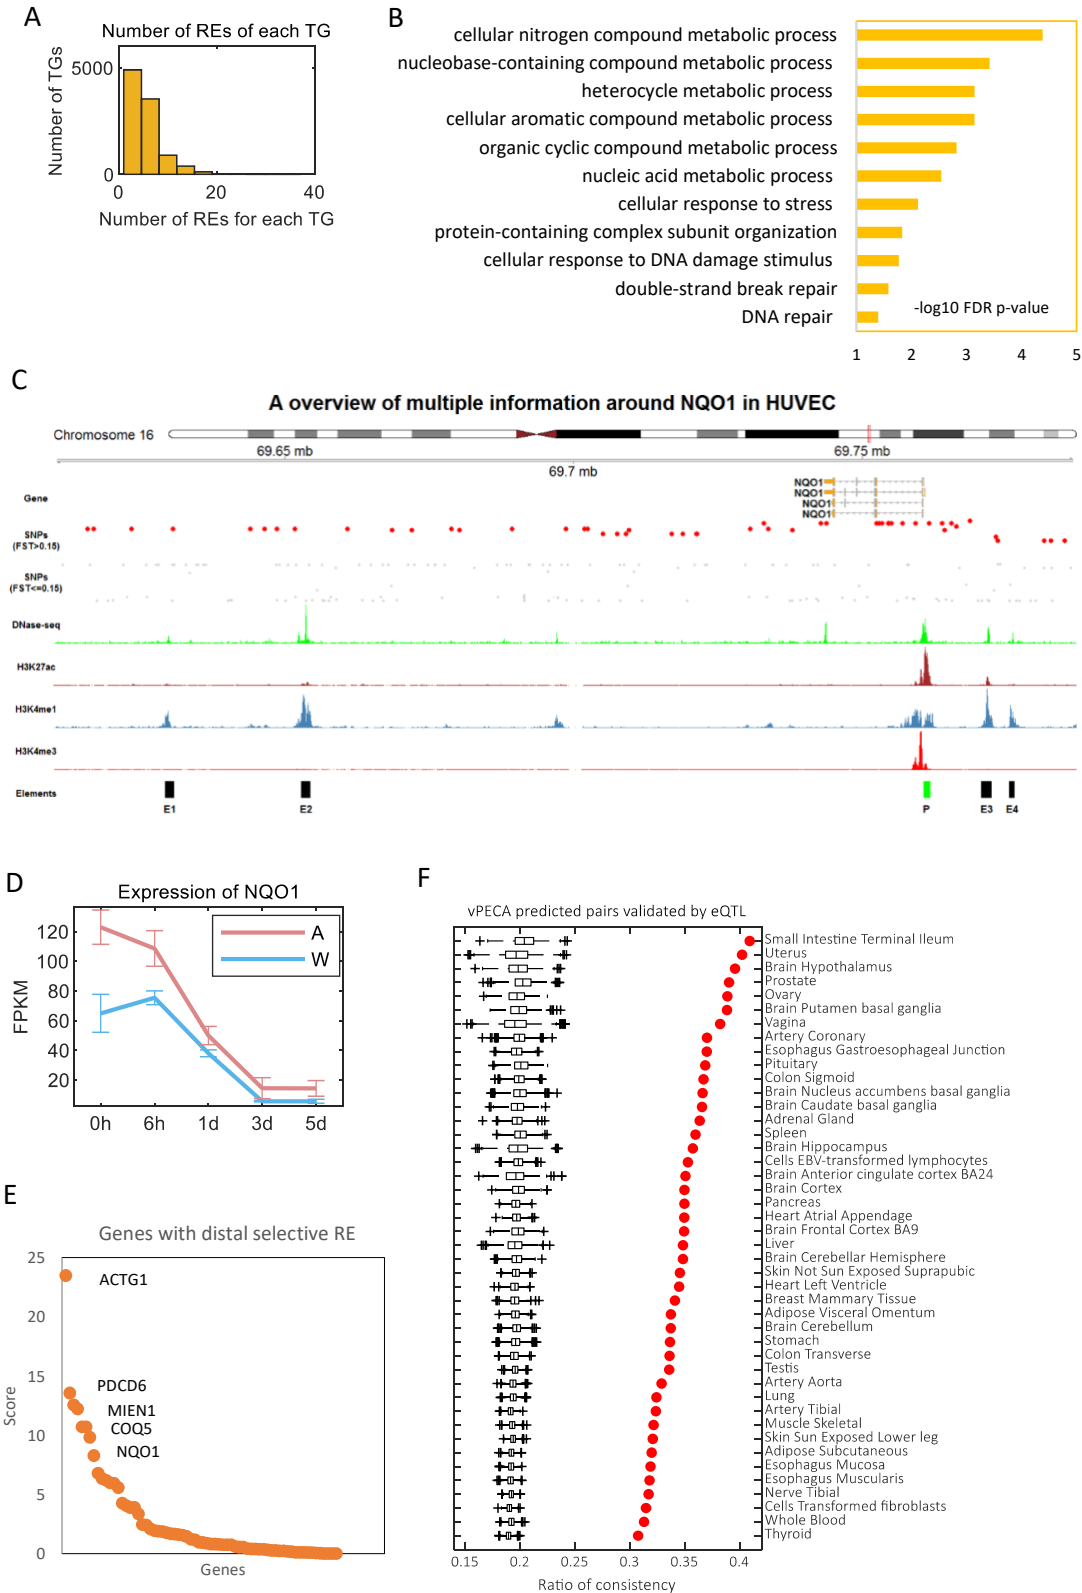 A
Number of REs of each TG
Number of TGs
5000
0
0
20
40
Number of REs for each TG
B
cellular nitrogen compound metabolic process
nucleobase-containing compound metabolic process
heterocycle metabolic process
cellular aromatic compound metabolic process
organic cyclic compound metabolic process
nucleic acid metabolic process
cellular response to stress
protein-containing complex subunit organization
cellular response to DNA damage stimulus
double-strand break repair
DNA repair
-log10 FDR p-value
1 2 3 4 5
C
A overview of multiple information around NQO1 in HUVEC
Chromosome 16
69.65 mb
69.75 mb
69.7 mb
Gene
NQO1
NQO1
NQO1
NQO1
SNPs
(FST>0.15)
SNPs
(FST<=0.15)
DNase-seq
H3K27ac
H3K4me1
H3K4me3
Elements
E1 E2 P E3 E4
D
Expression of NQO1
FPKM
120
100
80
60
40
20
A
W
0h 6h 1d 3d 5d
E
Genes with distal selective RE
Score
25
20
15
10
5
0
ACTG1
PDCD6
MIEN1
COQ5
NQO1
Genes
F
vPECA predicted pairs validated by eQTL
Small Intestine Terminal Ileum
Uterus
Brain Hypothalamus
Prostate
Ovary
Brain Putamen basal ganglia
Vagina
Artery Coronary
Esophagus Gastroesophageal Junction
Pituitary
Colon Sigmoid
Brain Nucleus accumbens basal ganglia
Brain Caudate basal ganglia
Adrenal Gland
Spleen
Brain Hippocampus
Cells EBV-transformed lymphocytes
Brain Anterior cingulate cortex BA24
Brain Cortex
Pancreas
Heart Atrial Appendage
Brain Frontal Cortex BA9
Liver
Brain Cerebellar Hemisphere
Skin Not Sun Exposed Suprapubic
Heart Left Ventricle
Breast Mammary Tissue
Adipose Visceral Omentum
Brain Cerebellum
Stomach
Colon Transverse
Testis
Artery Aorta
Lung
Artery Tibial
Muscle Skeletal
Skin Sun Exposed Lower leg
Adipose Subcutaneous
Esophagus Mucosa
Esophagus Muscularis
Nerve Tibial
Cells Transformed fibroblasts
Whole Blood
Thyroid
0.15 0.2 0.25 0.3 0.35 0.4
Ratio of consistency